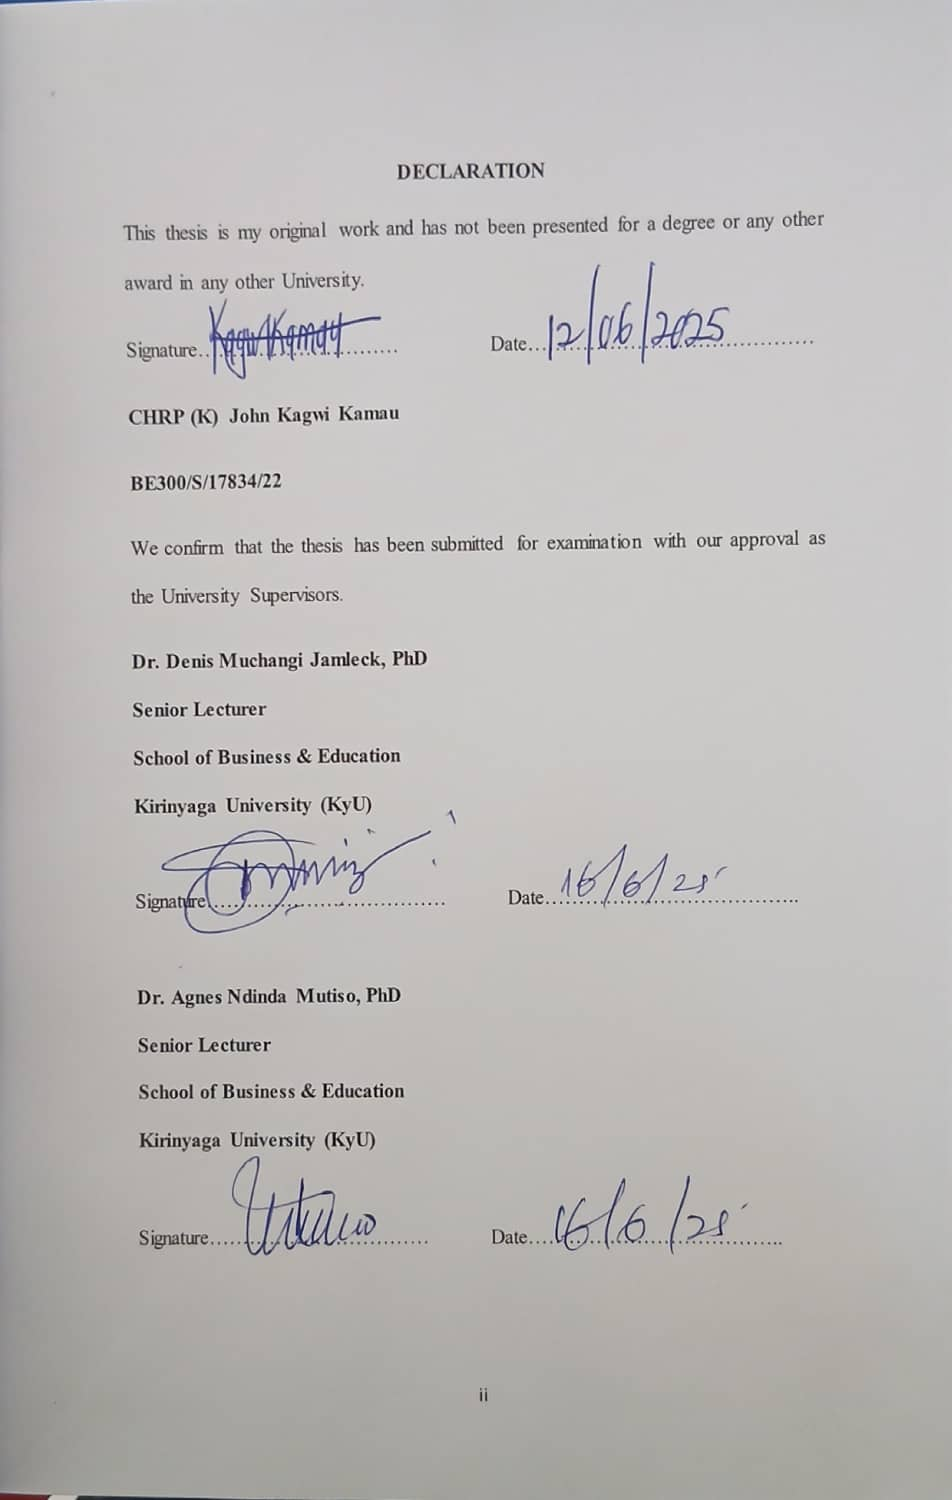 DECLARATION
This thesis is my original work and has not been presented for a degree or any other
award in any other University.
Signature.. Kagwi Kamau ......... Date... 12/06/2025 ..............
CHRP (K) John Kagwi Kamau
BE300/S/17834/22
We confirm that the thesis has been submitted for examination with our approval as
the University Supervisors.
Dr. Denis Muchangi Jamleck, PhD
Senior Lecturer
School of Business & Education
Kirinyaga University (KyU)
Signature.................................... Date... 16/6/25 ..............
Dr. Agnes Ndinda Mutiso, PhD
Senior Lecturer
School of Business & Education
Kirinyaga University (KyU)
Signature..... ......... Date.... 16/6/25 ..............
ii